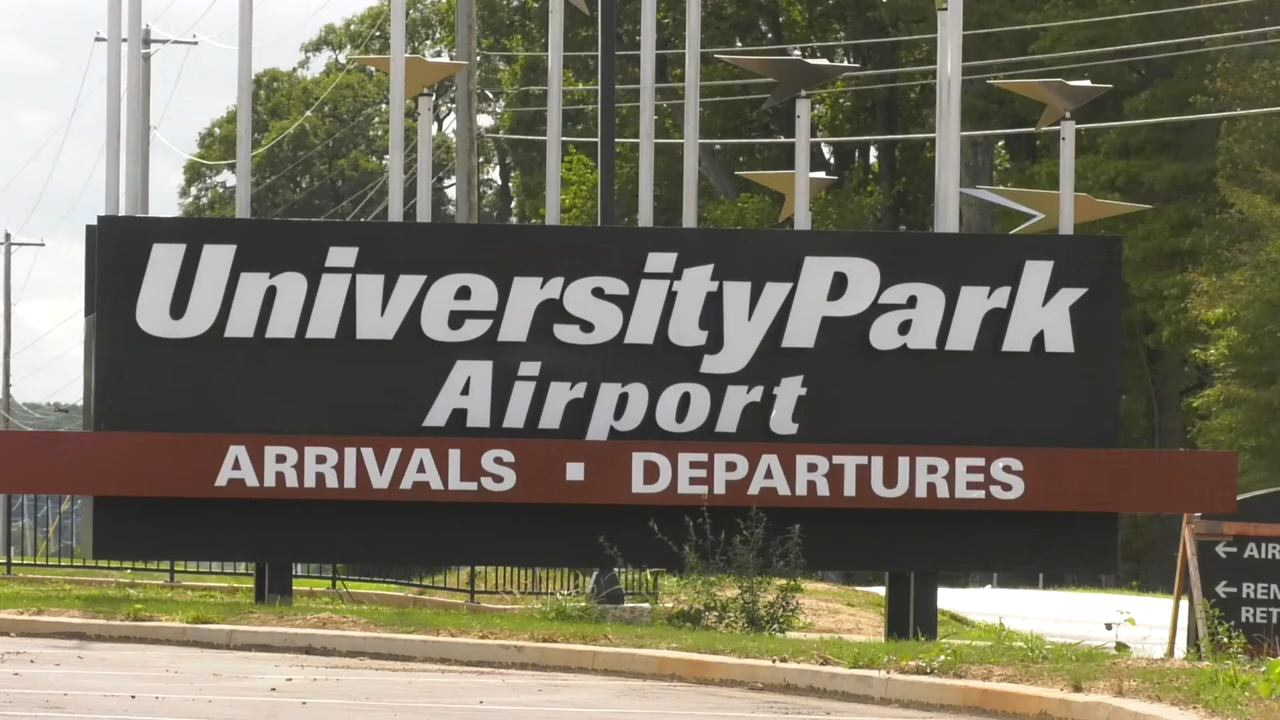 UniversityPark
Airport
ARRIVALS ▪ DEPARTURES
← AIR
← REN
RET